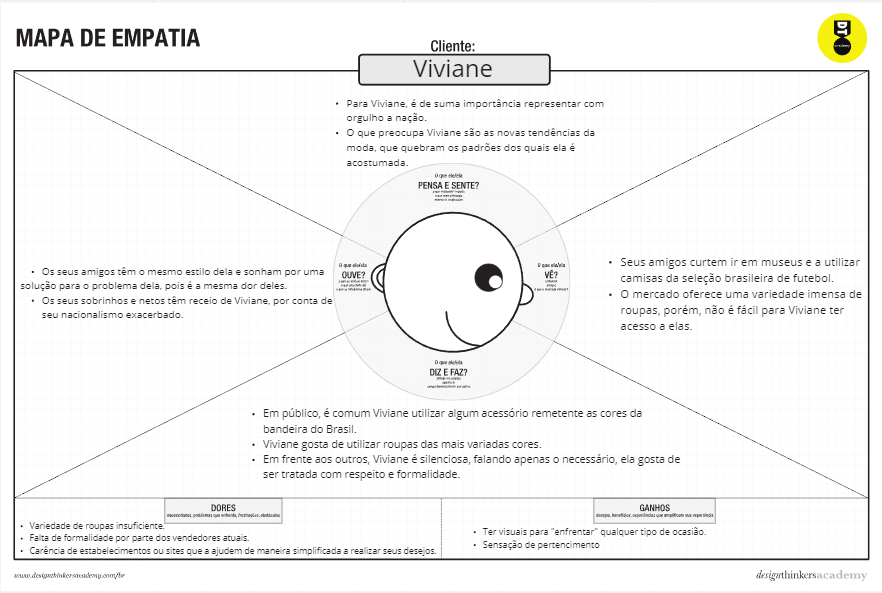 MAPA DE EMPATIA
Cliente:
Viviane
• Para Viviane, é de suma importância representar com
orgulho a nação.
• O que preocupa Viviane são as novas tendências da
moda, que quebram os padrões dos quais ela é
acostumada.
O que ele/ela
PENSA E SENTE?
O que ele/ela
OUVE?
O que ele/ela
VÊ?
• Os seus amigos têm o mesmo estilo dela e sonham por uma
solução para o problema dela, pois é a mesma dor deles.
• Os seus sobrinhos e netos têm receio de Viviane, por conta de
seu nacionalismo exacerbado.
• Seus amigos curtem ir em museus e a utilizar
camisas da seleção brasileira de futebol.
• O mercado oferece uma variedade imensa de
roupas, porém, não é fácil para Viviane ter
acesso a elas.
O que ele/ela
DIZ E FAZ?
• Em público, é comum Viviane utilizar algum acessório remetente as cores da
bandeira do Brasil.
• Viviane gosta de utilizar roupas das mais variadas cores.
• Em frente aos outros, Viviane é silenciosa, falando apenas o necessário, ela gosta de
ser tratada com respeito e formalidade.
DORES
• Variedade de roupas insuficiente.
• Falta de formalidade por parte dos vendedores atuais.
• Carência de estabelecimentos ou sites que a ajudem de maneira simplificada a realizar seus desejos.
GANHOS
desejos, benefícios, experiências que amplificam sua experiência
• Ter visuais para "enfrentar" qualquer tipo de ocasião.
• Sensação de pertencimento
www.designthinkersacademy.com/br
designthinkersacademy